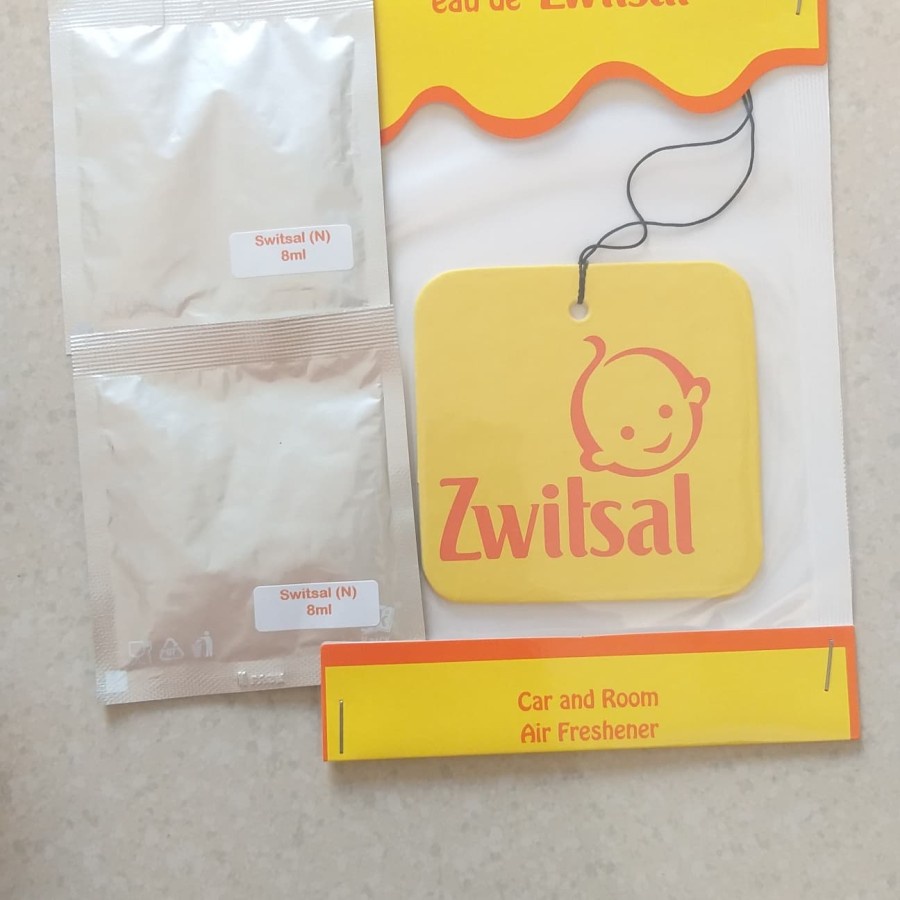 eau de Zwitsal
Switsal (N)
8ml
Zwitsal
Switsal (N)
8ml
Car and Room
Air Freshener